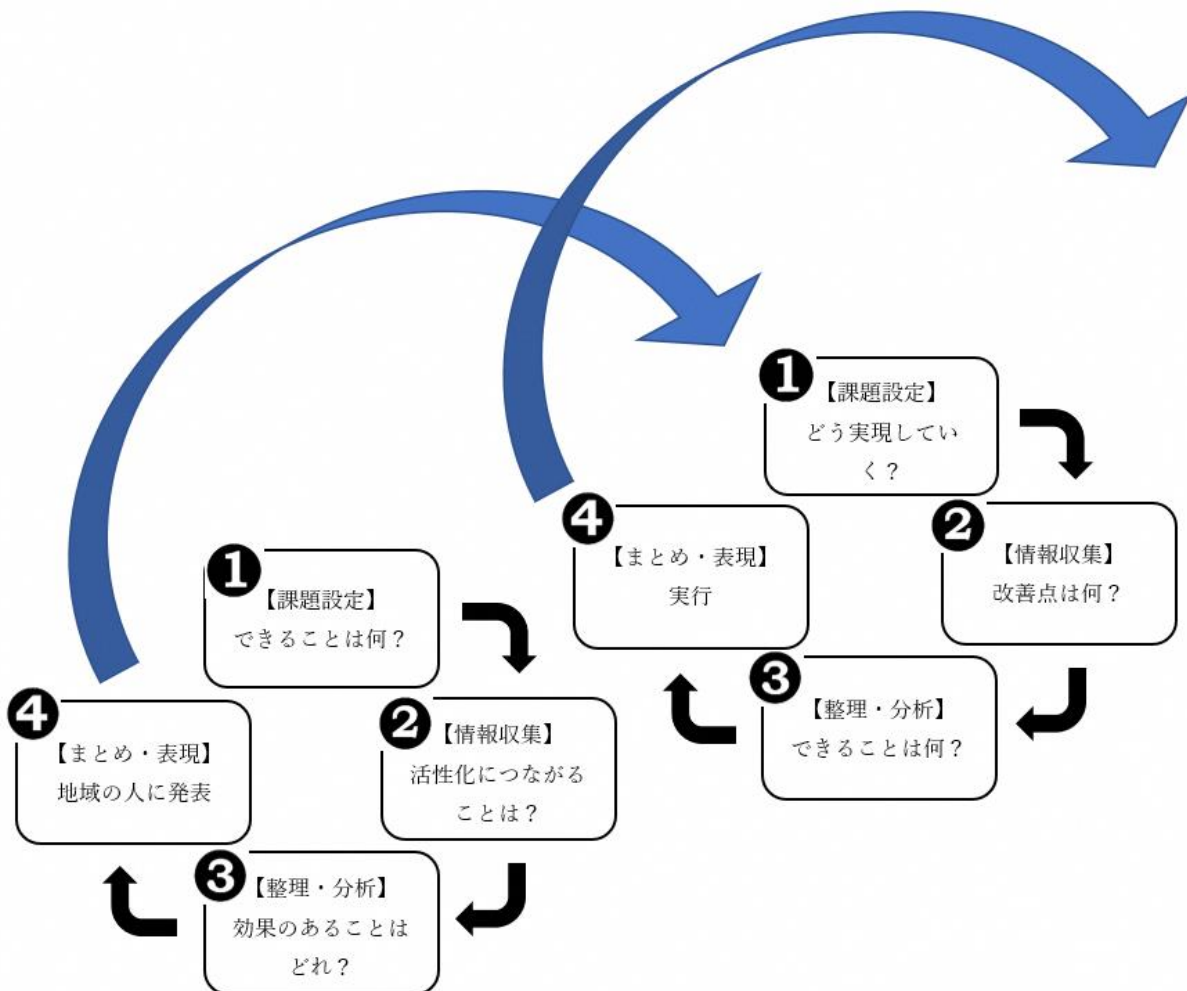 ❶
【課題設定】
できることは何？
❷
【情報収集】
活性化につながる
ことは？
❸
【整理・分析】
効果のあることは
どれ？
❹
【まとめ・表現】
地域の人に発表
❶
【課題設定】
どう実現してい
く？
❷
【情報収集】
改善点は何？
❸
【整理・分析】
できることは何？
❹
【まとめ・表現】
実行